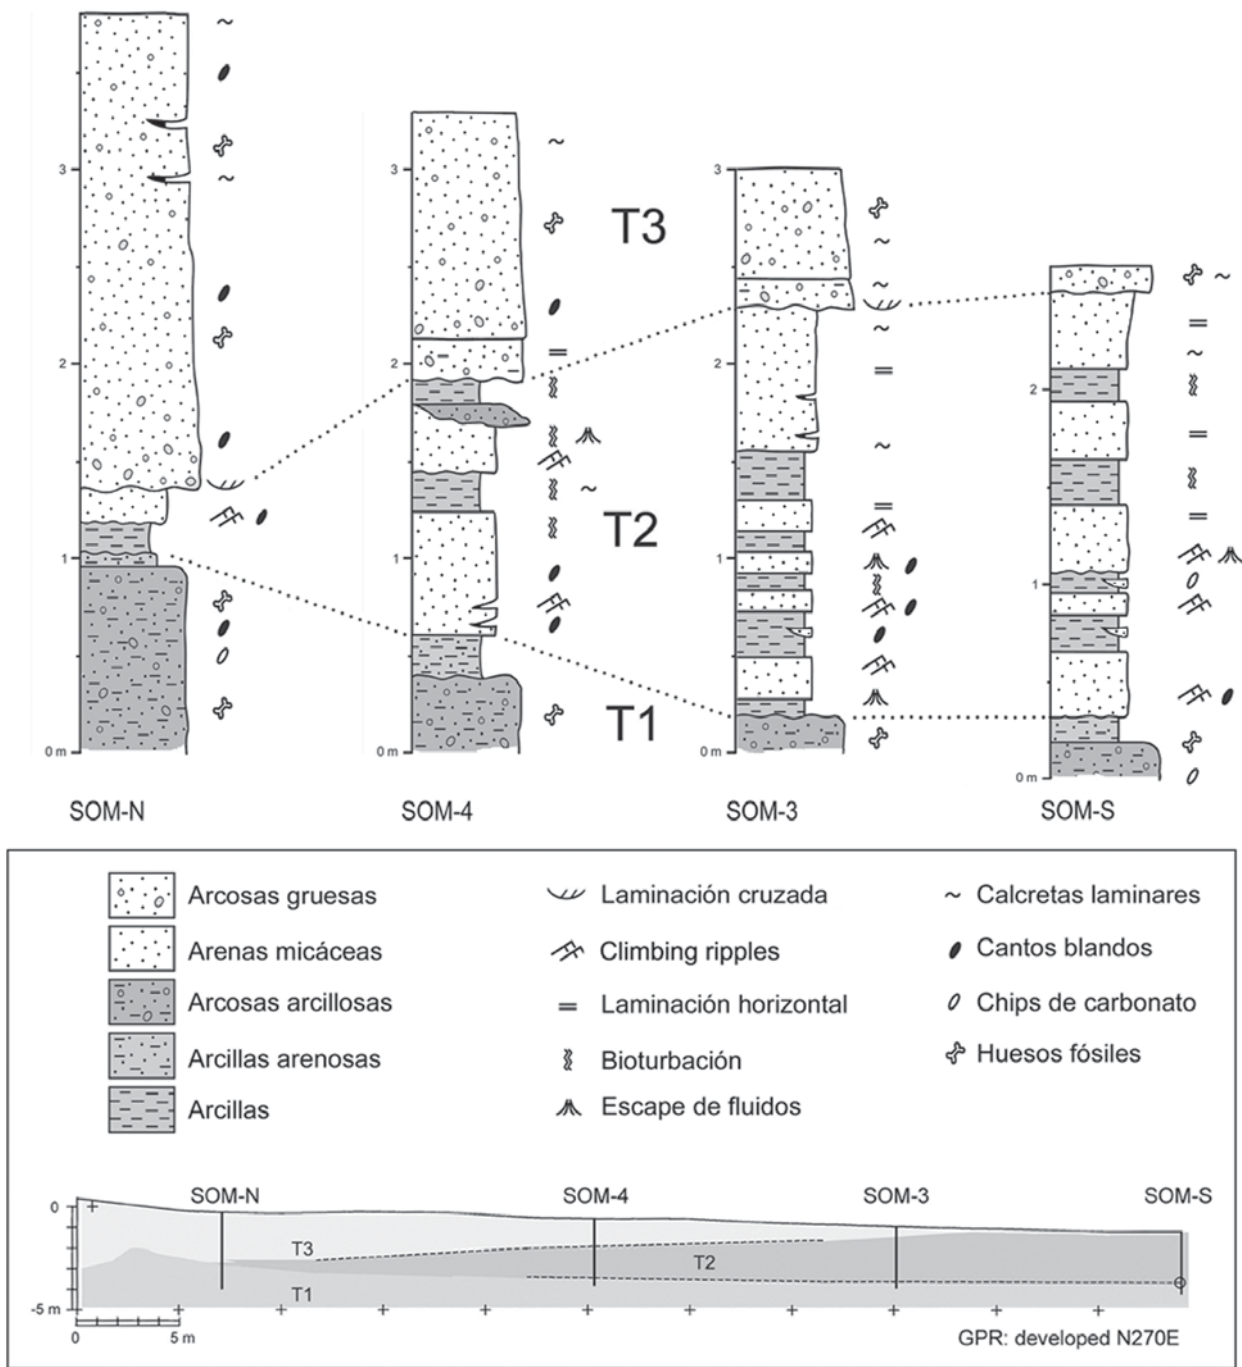 3
2
1
0 m
SOM-N
3
2
1
0 m
SOM-4
T3
T2
T1
3
2
1
0 m
SOM-3
2
1
0 m
SOM-S
Arcosas gruesas
Arenas micáceas
Arcosas arcillosas
Arcillas arenosas
Arcillas
Laminación cruzada
Climbing ripples
Laminación horizontal
Bioturbación
Escape de fluidos
Calcretas laminares
Cantos blandos
Chips de carbonato
Huesos fósiles
SOM-N
SOM-4
SOM-3
SOM-S
0
T3
T2
T1
-5 m
0
5 m
GPR: developed N270E